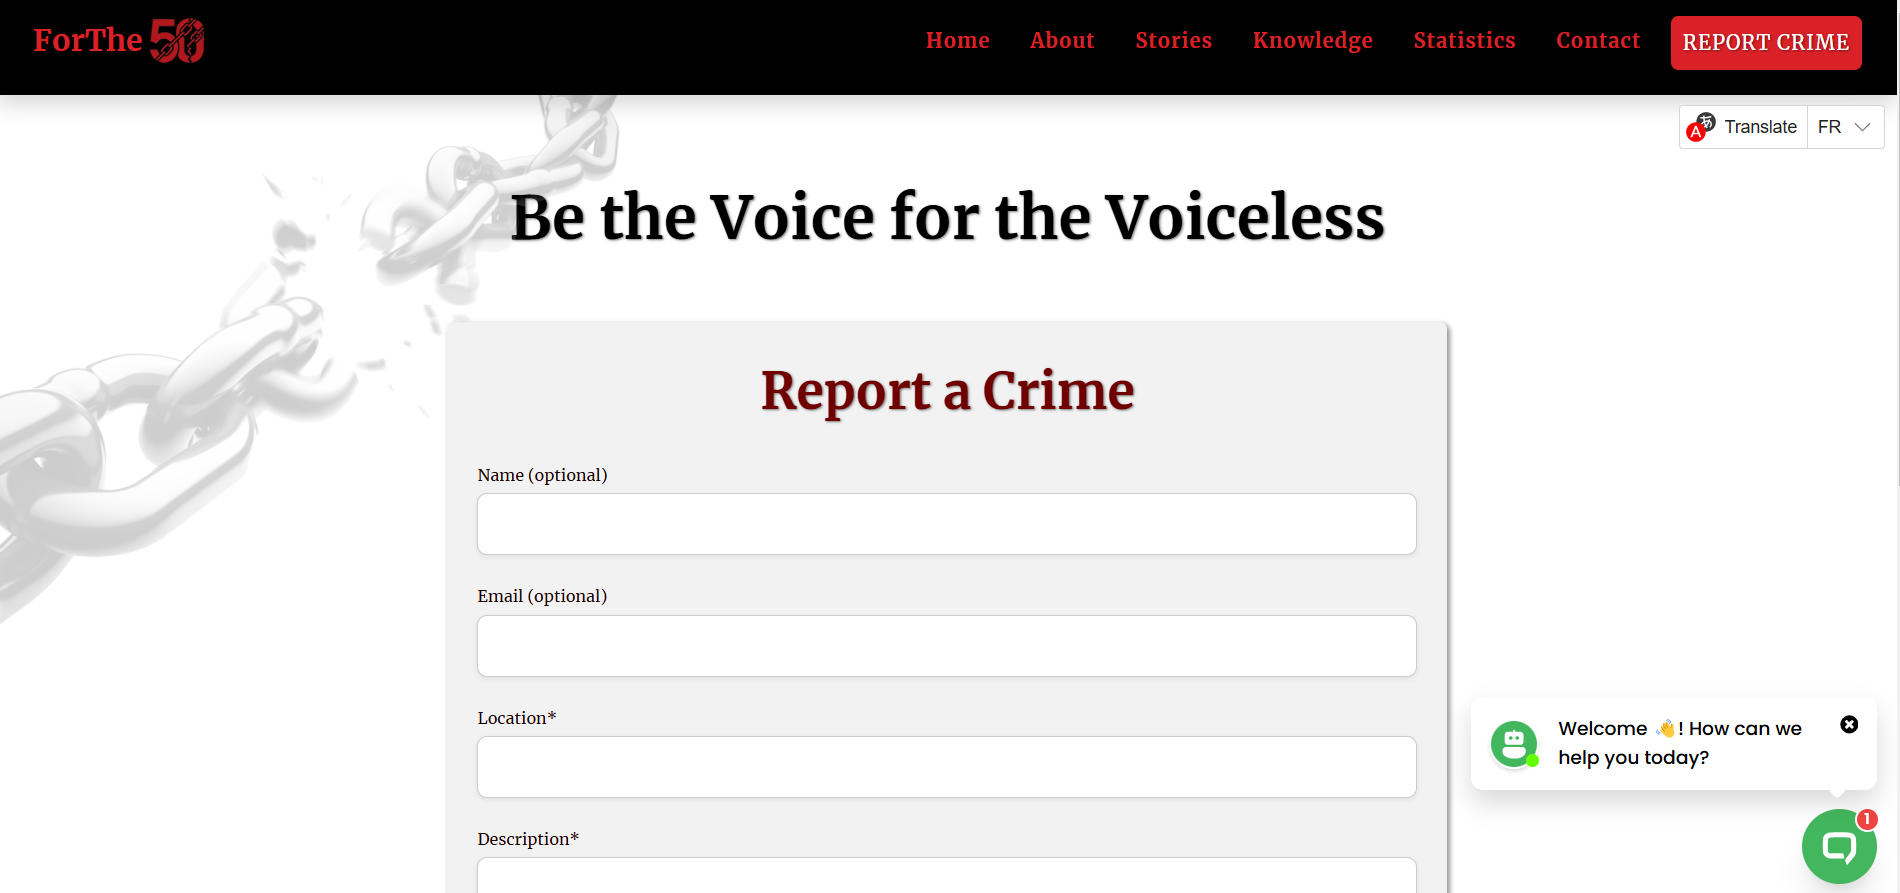 ForThe 50
Home
About
Stories
Knowledge
Statistics
Contact
REPORT CRIME
Translate
FR
Be the Voice for the Voiceless
Report a Crime
Name (optional)
Email (optional)
Location*
Description*
Welcome 👋! How can we
help you today?
1